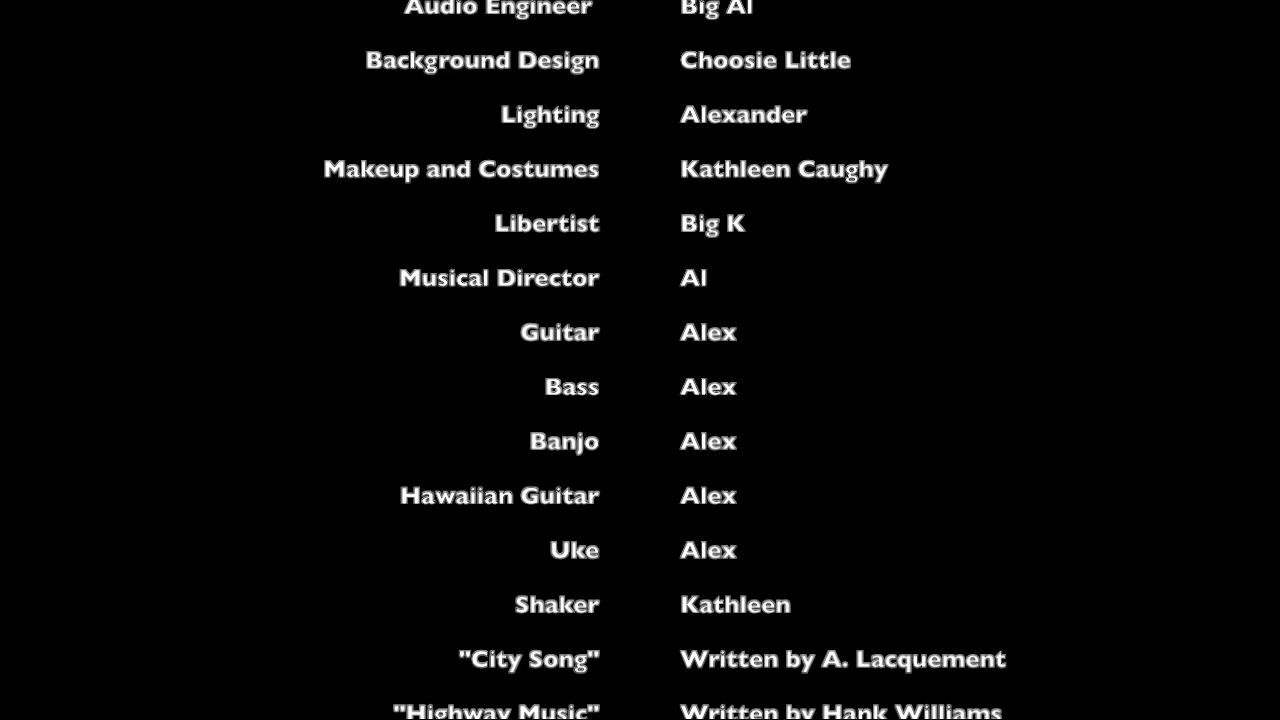 Audio Engineer Big Al
Background Design Choosie Little
Lighting Alexander
Makeup and Costumes Kathleen Caughy
Libertist Big K
Musical Director Al
Guitar Alex
Bass Alex
Banjo Alex
Hawaiian Guitar Alex
Uke Alex
Shaker Kathleen
"City Song" Written by A. Lacquement
"Highway Music" Written by Hank Williams